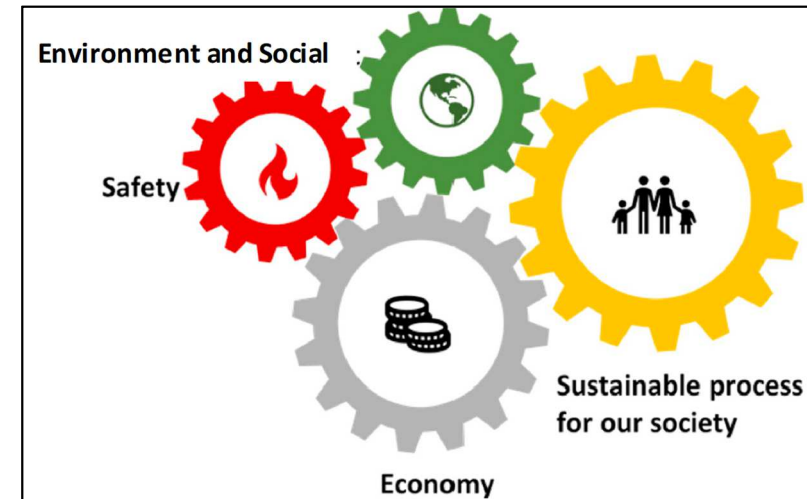 Environment and Social :
Safety
Sustainable process
for our society
Economy